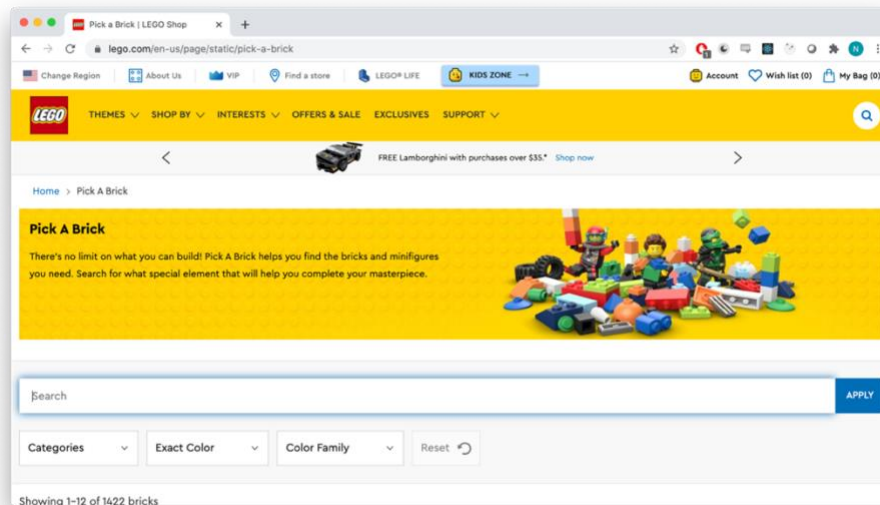 Pick a Brick | LEGO Shop
lego.com/en-us/page/static/pick-a-brick
N
Change Region
About Us
VIP
Find a store
LEGO® LIFE
KIDS ZONE →
Account
Wish list (0)
My Bag (0)
LEGO
THEMES
SHOP BY
INTERESTS
OFFERS & SALE
EXCLUSIVES
SUPPORT
FREE Lamborghini with purchases over $35.* Shop now
Home > Pick A Brick
Pick A Brick
There's no limit on what you can build! Pick A Brick helps you find the bricks and minifigures
you need. Search for what special element that will help you complete your masterpiece.
Search
APPLY
Categories
Exact Color
Color Family
Reset
Showing 1-12 of 1422 bricks